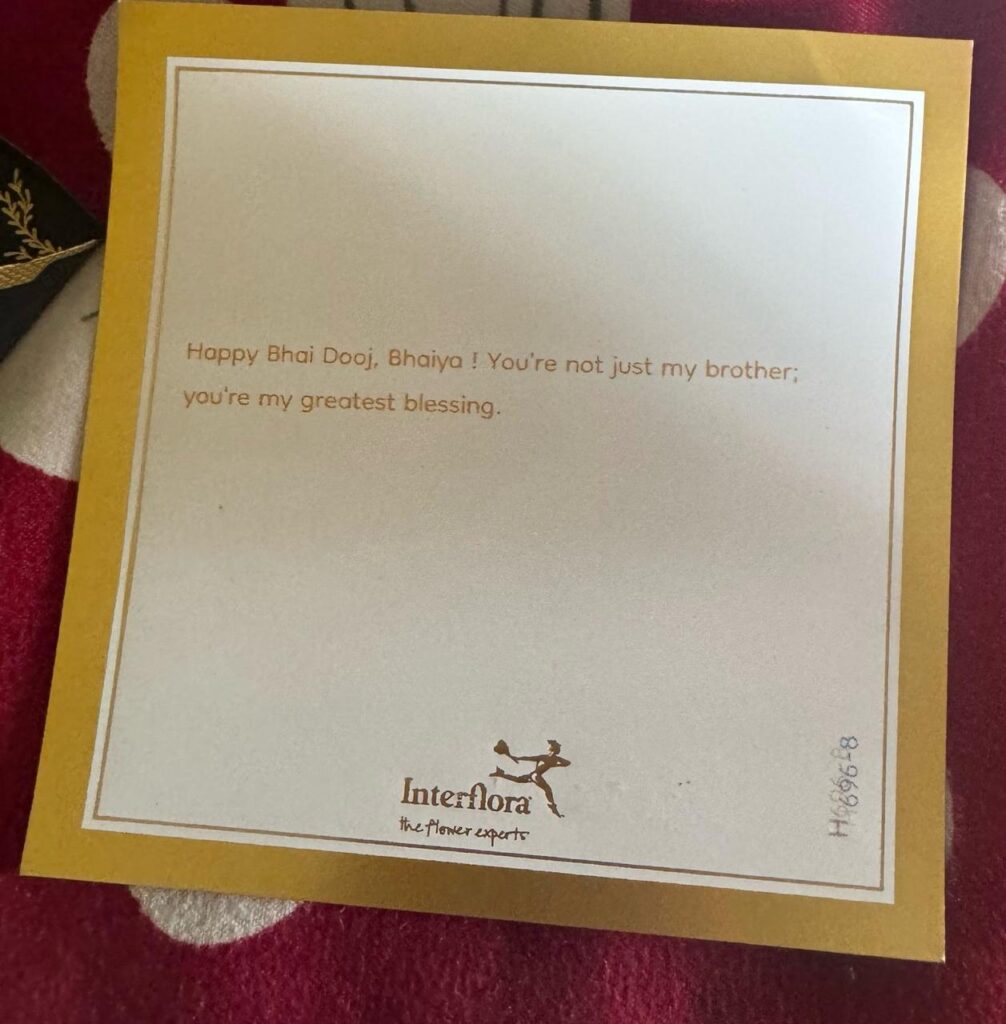 Happy Bhai Dooj, Bhaiya ! You're not just my brother;
you're my greatest blessing.
Interflora
the flower experts